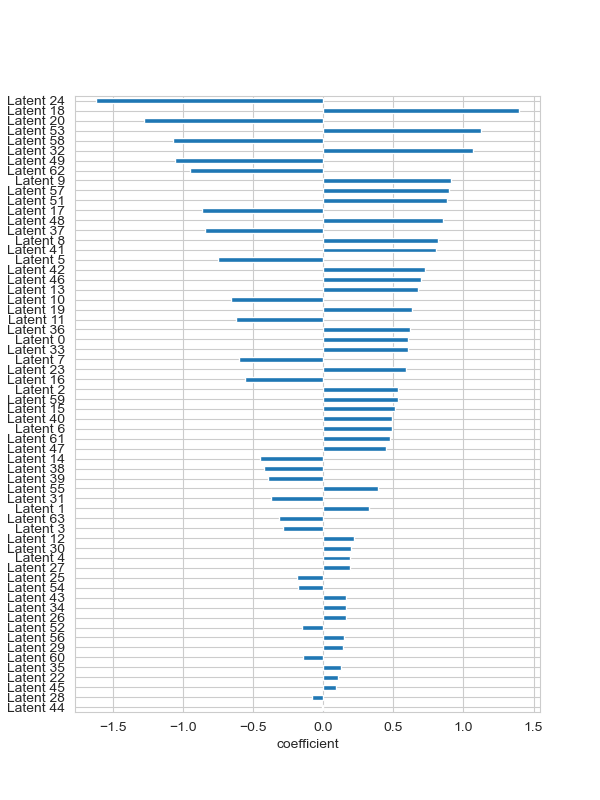 Latent 24
Latent 18
Latent 20
Latent 53
Latent 58
Latent 32
Latent 49
Latent 62
Latent 9
Latent 57
Latent 51
Latent 17
Latent 48
Latent 37
Latent 8
Latent 41
Latent 5
Latent 42
Latent 46
Latent 13
Latent 10
Latent 19
Latent 11
Latent 36
Latent 0
Latent 33
Latent 7
Latent 23
Latent 16
Latent 2
Latent 59
Latent 15
Latent 40
Latent 6
Latent 61
Latent 47
Latent 14
Latent 38
Latent 39
Latent 55
Latent 31
Latent 1
Latent 63
Latent 3
Latent 12
Latent 30
Latent 4
Latent 27
Latent 25
Latent 54
Latent 43
Latent 34
Latent 26
Latent 52
Latent 56
Latent 29
Latent 60
Latent 35
Latent 22
Latent 45
Latent 28
Latent 44
−1.5 −1.0 −0.5 0.0 0.5 1.0 1.5
coefficient